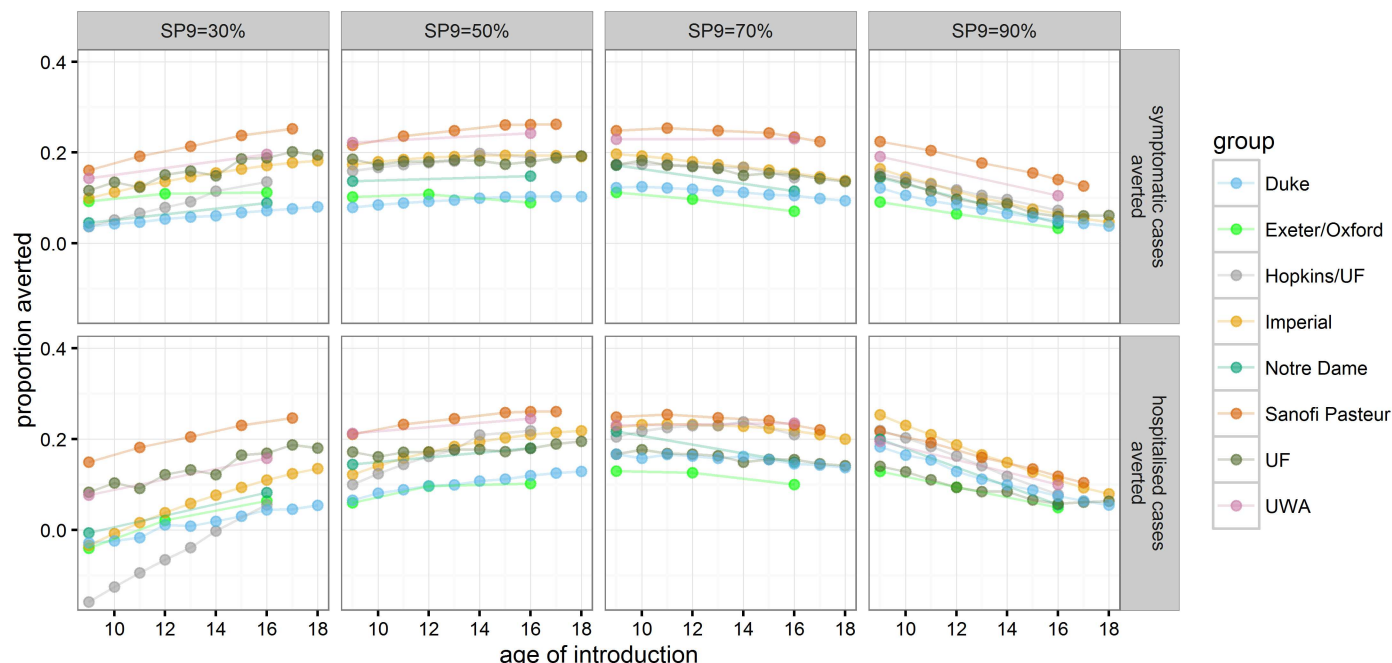 SP9=30% SP9=50% SP9=70% SP9=90%
0.4
0.2
0.0
symptomatic cases
averted
0.4
0.2
0.0
hospitalised cases
averted
proportion averted
10 12 14 16 18 10 12 14 16 18 10 12 14 16 18 10 12 14 16 18
age of introduction
group
Duke
Exeter/Oxford
Hopkins/UF
Imperial
Notre Dame
Sanofi Pasteur
UF
UWA